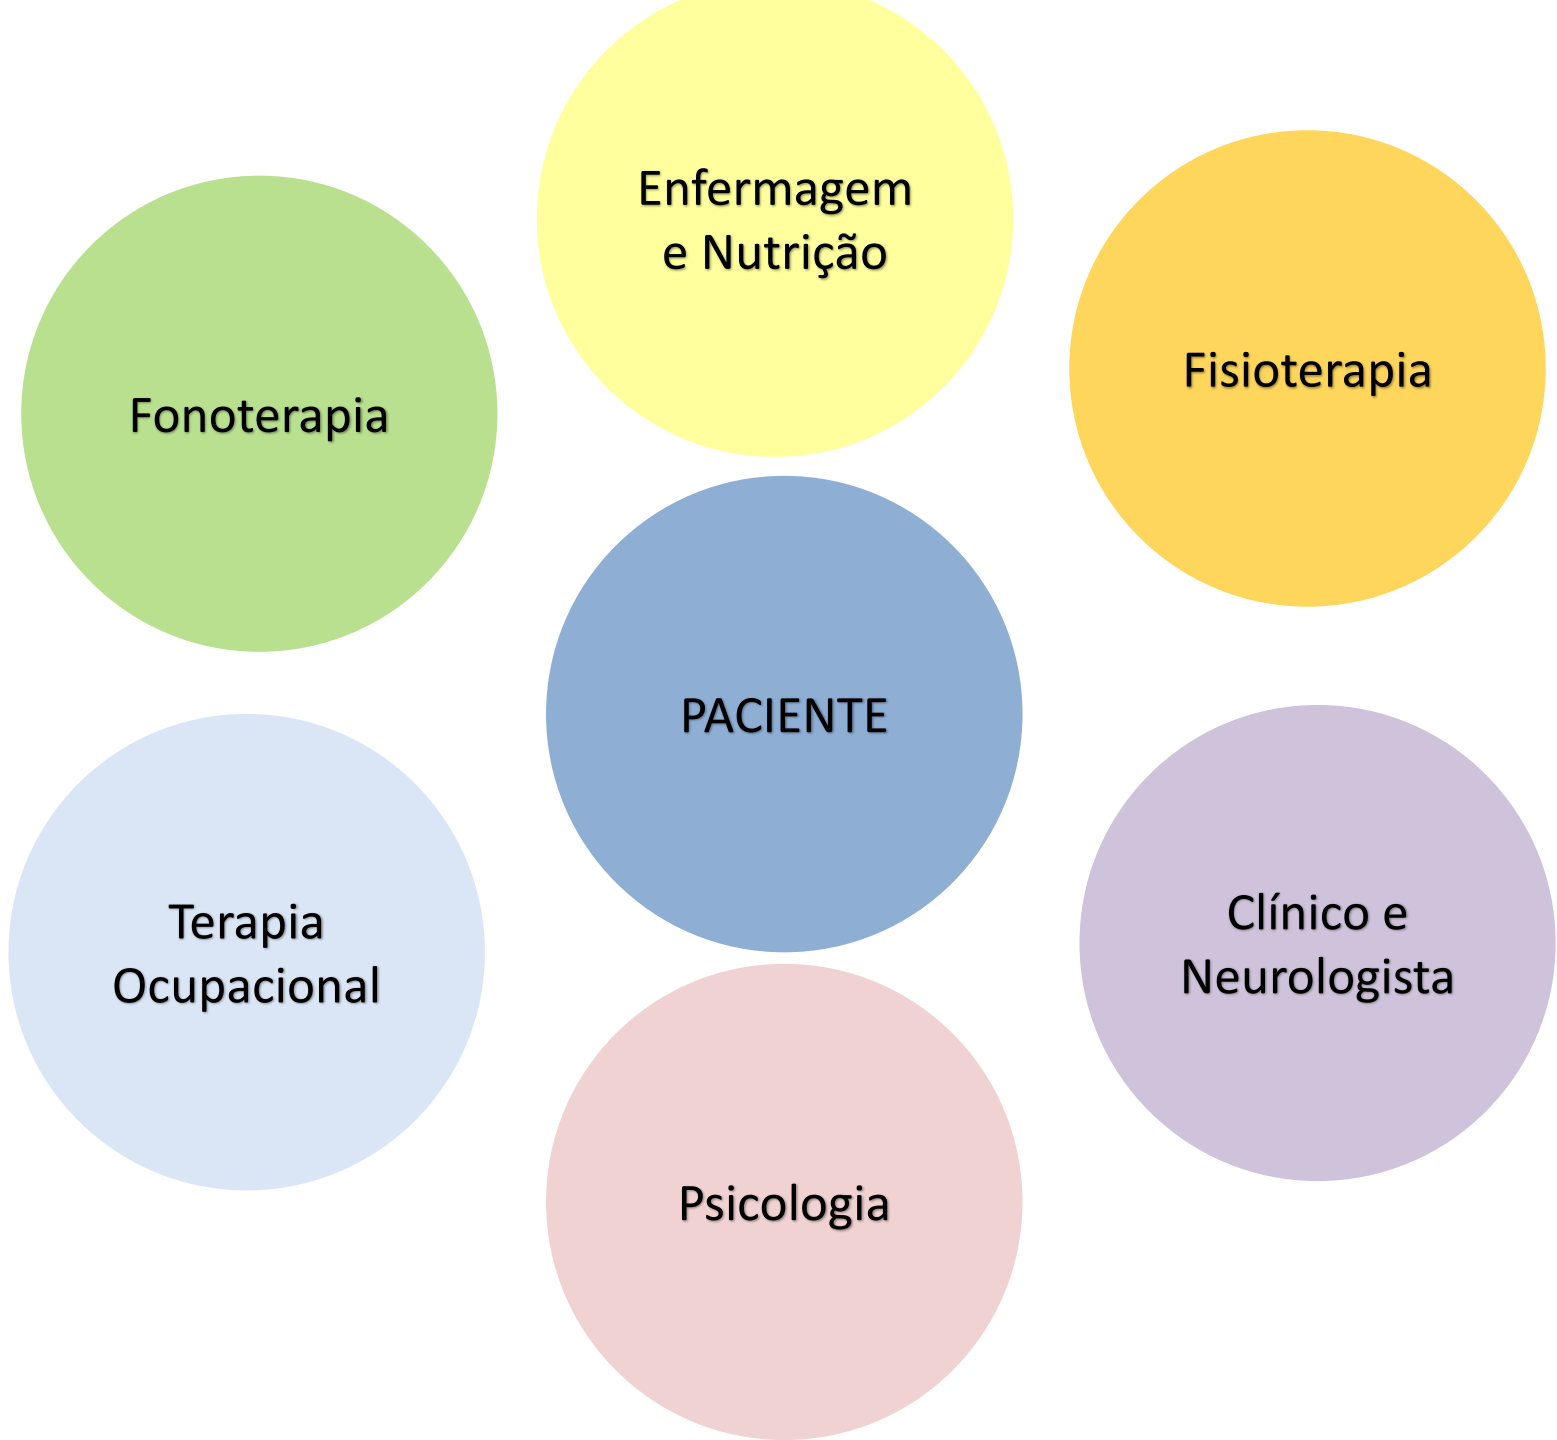 Enfermagem
e Nutrição
Fonoterapia
Fisioterapia
PACIENTE
Terapia
Ocupacional
Clínico e
Neurologista
Psicologia